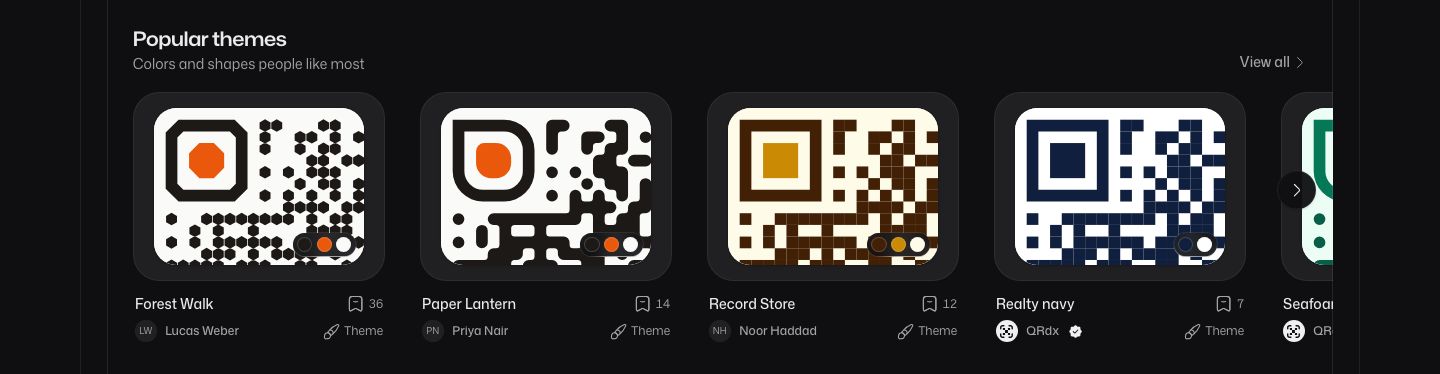 Popular themes
Colors and shapes people like most
View all
Forest Walk 36
LW Lucas Weber Theme
Paper Lantern 14
PN Priya Nair Theme
Record Store 12
NH Noor Haddad Theme
Realty navy 7
QRdx Theme